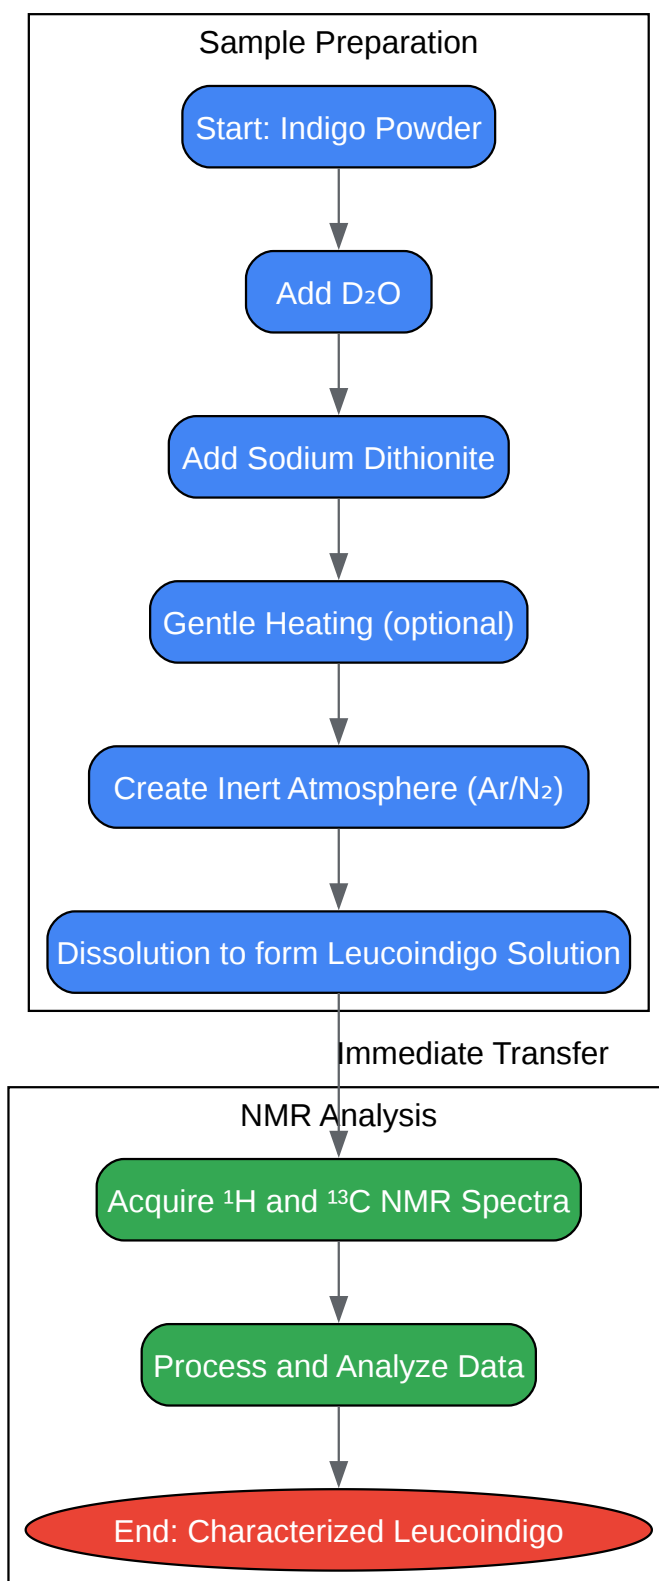 Sample Preparation
Start: Indigo Powder
Add D₂O
Add Sodium Dithionite
Gentle Heating (optional)
Create Inert Atmosphere (Ar/N₂)
Dissolution to form Leucoindigo Solution
Immediate Transfer
NMR Analysis
Acquire ¹H and ¹³C NMR Spectra
Process and Analyze Data
End: Characterized Leucoindigo